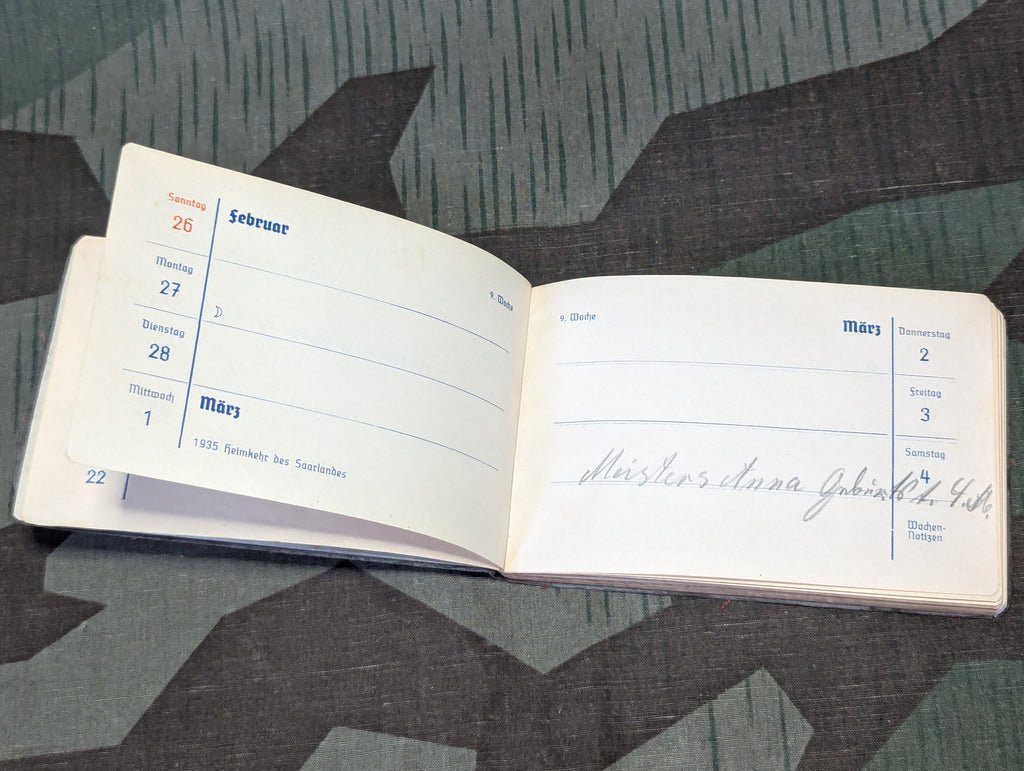 Sonntag
26
Februar
9. Woche
Montag
27
Dienstag
28
Mittwoch
1
März
1935 Heimkehr des Saarlandes
22
9. Woche
März
Donnerstag
2
Freitag
3
Samstag
4
Meisters Anna
4.
Wochen-
Notizen